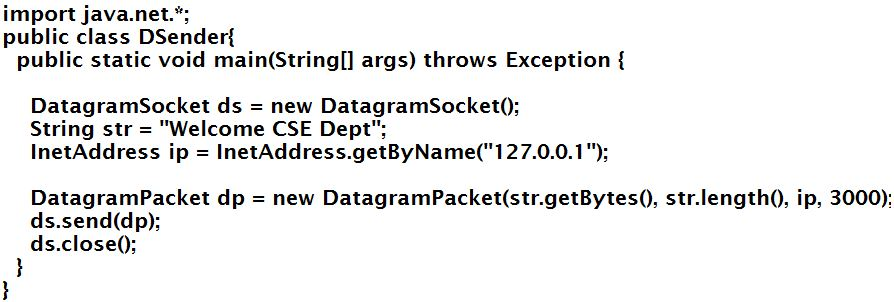 import java.net.*;
public class DSender{
  public static void main(String[] args) throws Exception {

    DatagramSocket ds = new DatagramSocket();
    String str = "Welcome CSE Dept";
    InetAddress ip = InetAddress.getByName("127.0.0.1");

    DatagramPacket dp = new DatagramPacket(str.getBytes(), str.length(), ip, 3000);
    ds.send(dp);
    ds.close();
  }
}